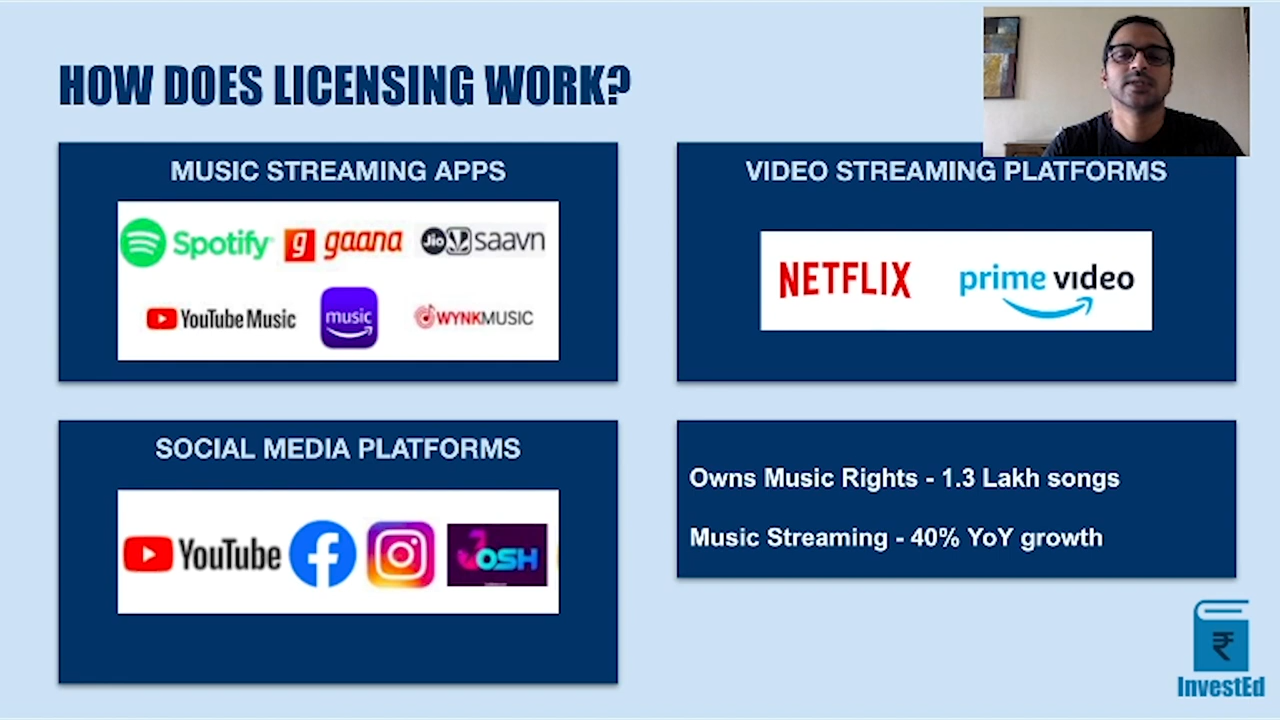 HOW DOES LICENSING WORK?
MUSIC STREAMING APPS
Spotify gaana Jio saavn
YouTube Music music WYNKMUSIC
VIDEO STREAMING PLATFORMS
NETFLIX prime video
SOCIAL MEDIA PLATFORMS
YouTube JOSH
Owns Music Rights - 1.3 Lakh songs
Music Streaming - 40% YoY growth
₹
InvestEd